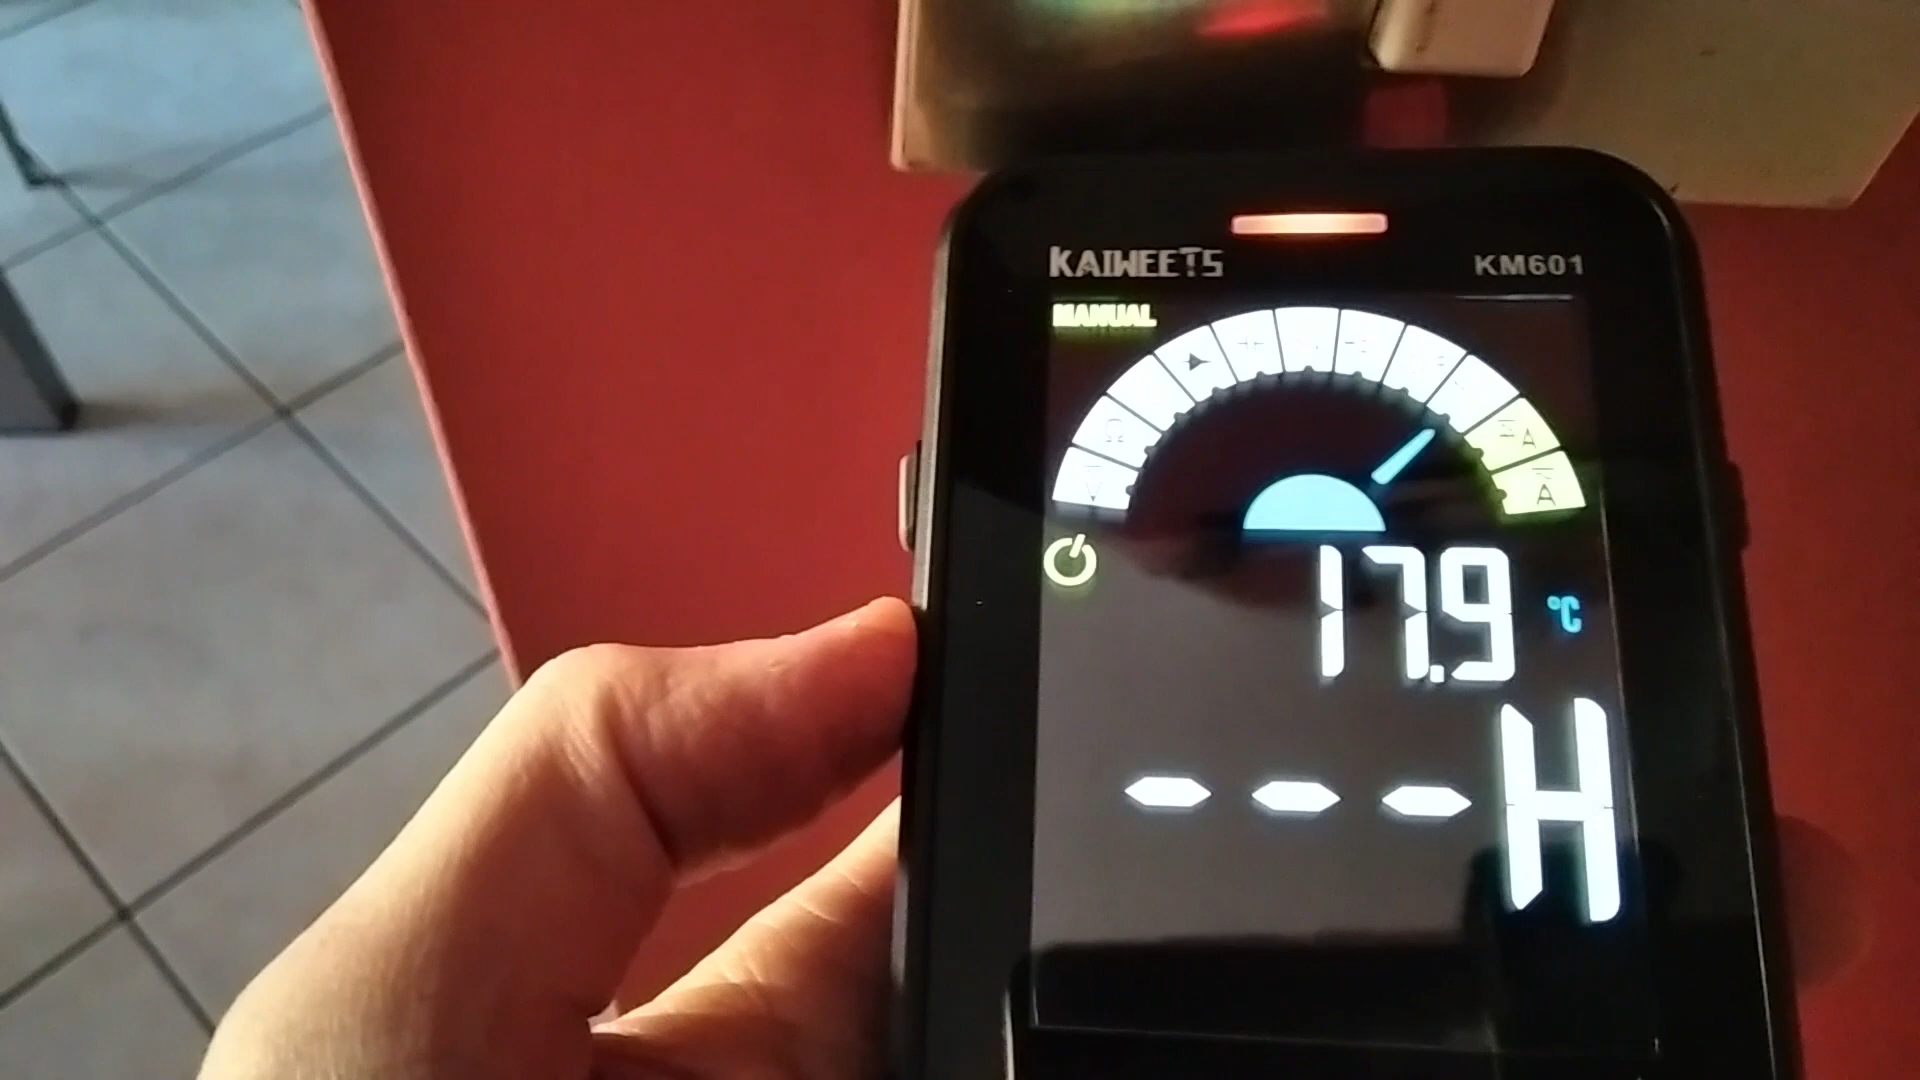 KAIWEETS KM601
MANUAL
Ω
V
A
A
17.9 °C
- - - H